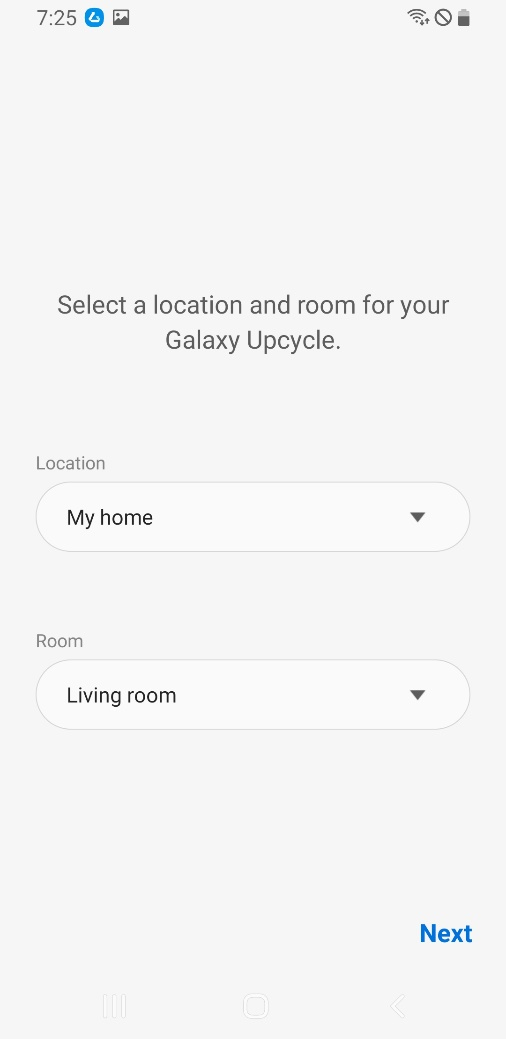 7:25
Select a location and room for your
Galaxy Upcycle.
Location
My home
Room
Living room
Next